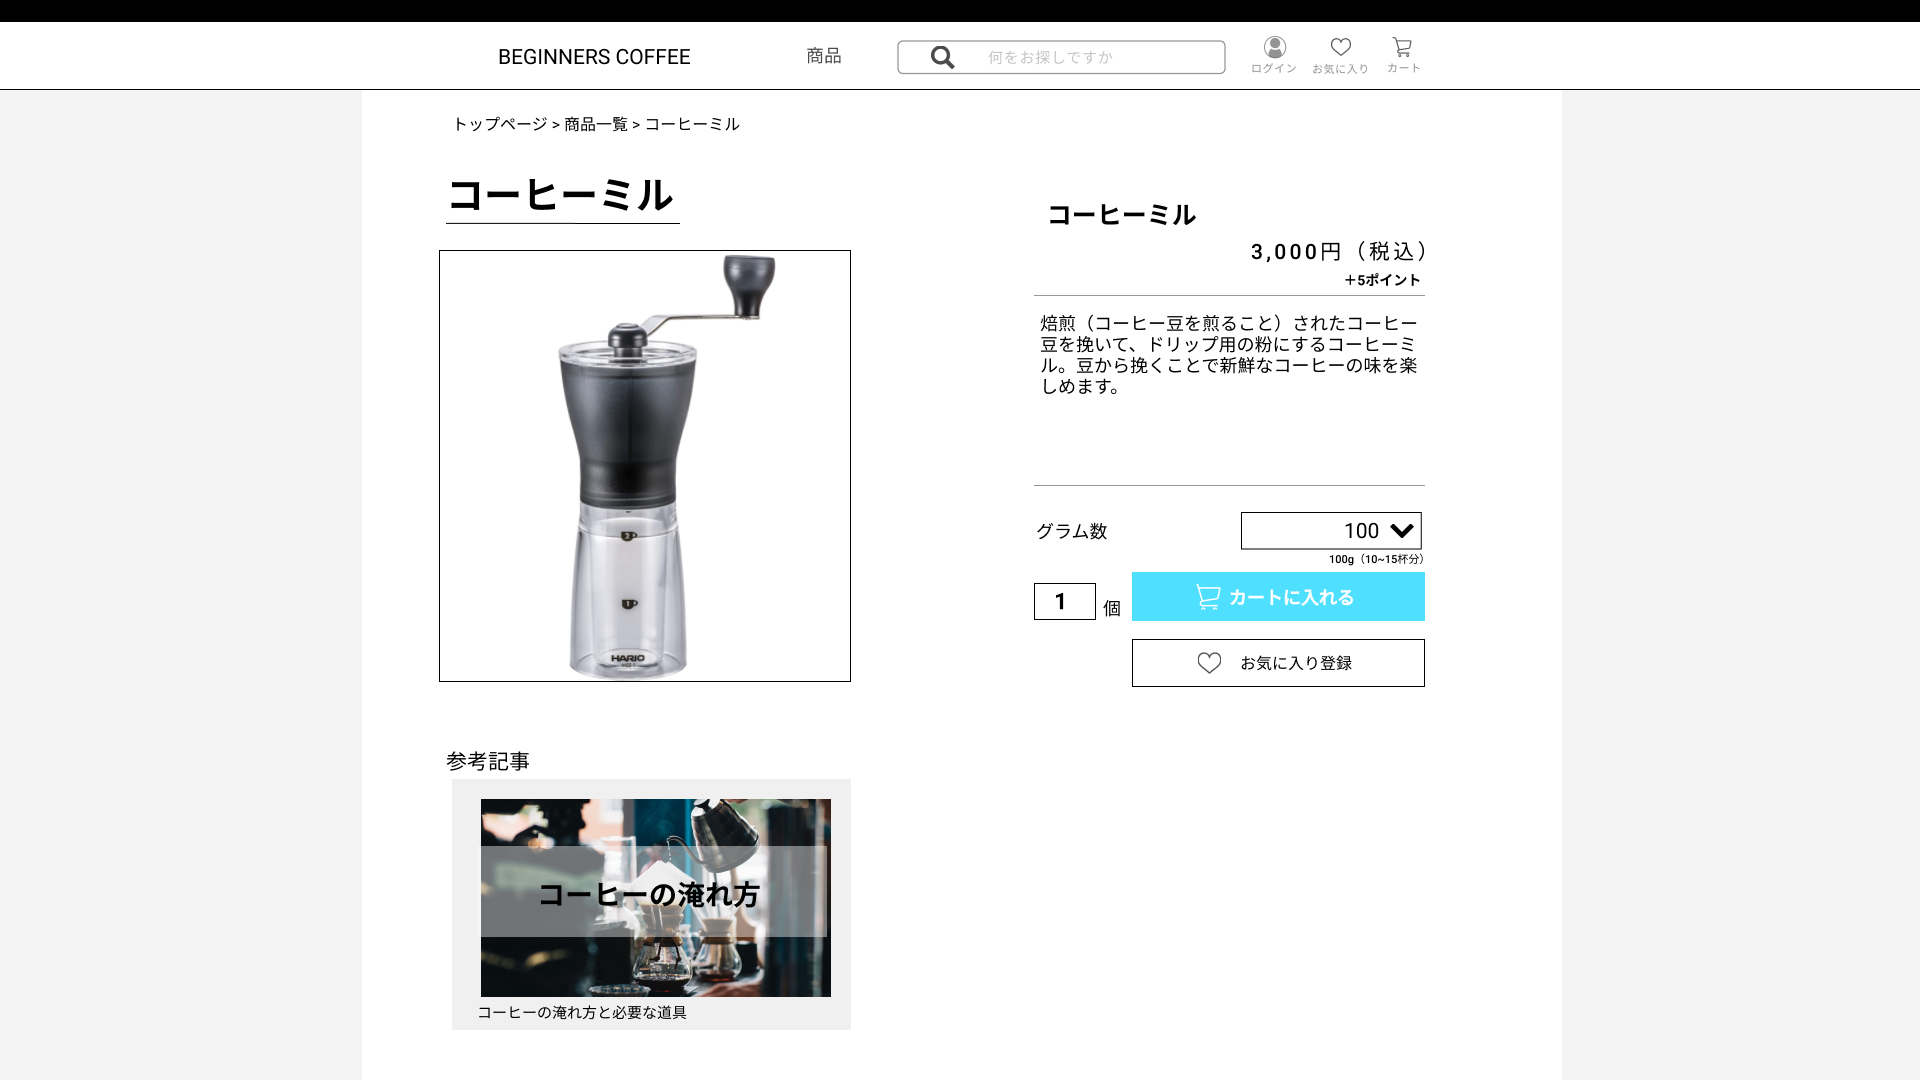 BEGINNERS COFFEE
商品
何をお探しですか
ログイン
お気に入り
カート
トップページ > 商品一覧 > コーヒーミル
コーヒーミル
コーヒーミル
3,000円（税込）
＋5ポイント
焙煎（コーヒー豆を煎ること）されたコーヒー
豆を挽いて、ドリップ用の粉にするコーヒーミ
ル。豆から挽くことで新鮮なコーヒーの味を楽
しめます。
2
1
HARIO
グラム数
100
100g（10~15杯分）
1
個
カートに入れる
お気に入り登録
参考記事
コーヒーの淹れ方
コーヒーの淹れ方と必要な道具